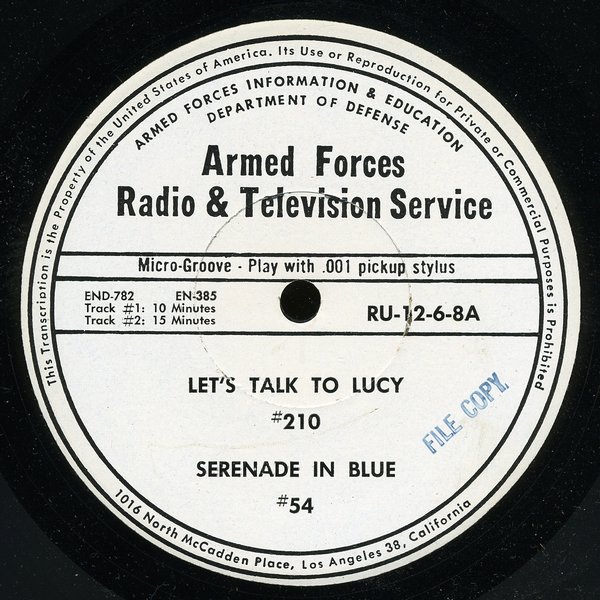 This Transcription is the Property of the United States of America. Its Use or Reproduction for Private or Commercial Purposes is Prohibited
ARMED FORCES INFORMATION & EDUCATION
DEPARTMENT OF DEFENSE
Armed Forces
Radio & Television Service
Micro-Groove - Play with .001 pickup stylus
END-782 EN-385
Track #1: 10 Minutes
Track #2: 15 Minutes
RU-12-6-8A
LET'S TALK TO LUCY
#210
FILE COPY.
SERENADE IN BLUE
#54
1016 North McCadden Place, Los Angeles 38, California